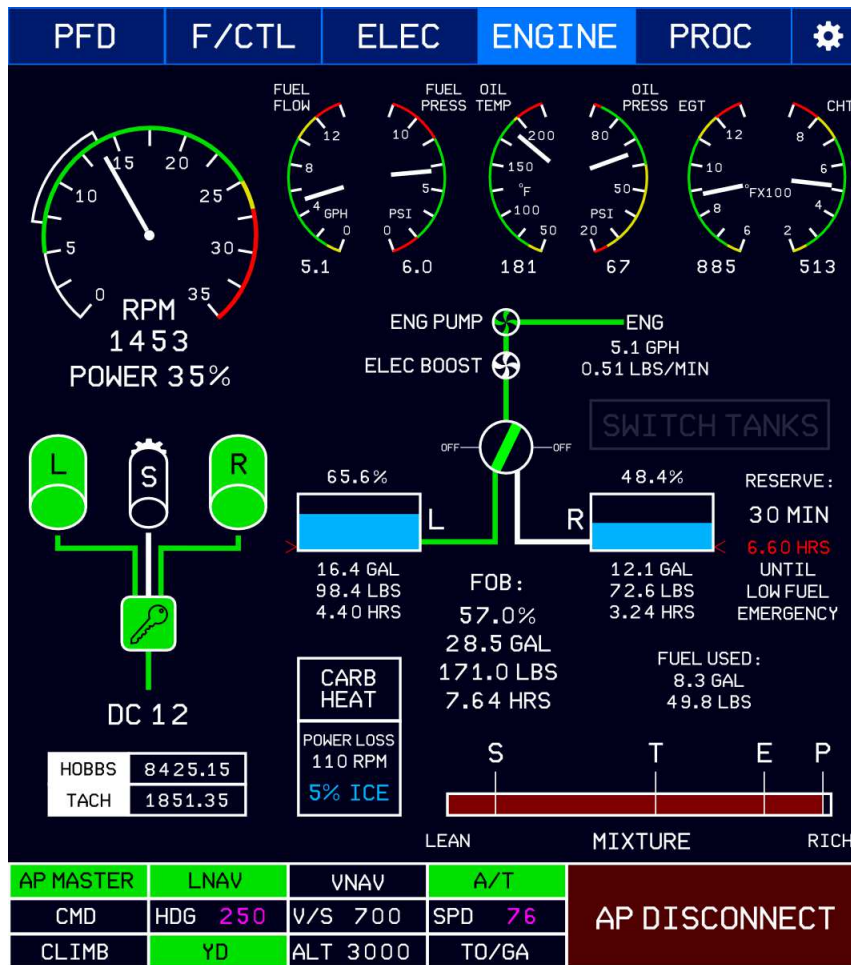 PFD F/CTL ELEC ENGINE PROC
FUEL FLOW
12
8
4
GPH
0
5.1
FUEL PRESS
10
5
PSI
0
6.0
OIL TEMP
200
150
°F
100
50
181
OIL PRESS
80
50
PSI
20
67
EGT
12
10
8
6
885
°FX100
CHT
8
6
4
2
513
0
5
10
15
20
25
30
35
RPM
1453
POWER 35%
ENG PUMP
ENG
5.1 GPH
0.51 LBS/MIN
ELEC BOOST
SWITCH TANKS
OFF
OFF
L
S
R
DC 12
HOBBS 8425.15
TACH 1851.35
65.6%
L
16.4 GAL
98.4 LBS
4.40 HRS
48.4%
R
12.1 GAL
72.6 LBS
3.24 HRS
RESERVE:
30 MIN
6.60 HRS
UNTIL
LOW FUEL
EMERGENCY
FOB:
57.0%
28.5 GAL
171.0 LBS
7.64 HRS
FUEL USED:
8.3 GAL
49.8 LBS
CARB
HEAT
POWER LOSS
110 RPM
5% ICE
S T E P
LEAN MIXTURE RICH
AP MASTER LNAV VNAV A/T
CMD HDG 250 V/S 700 SPD 76
CLIMB YD ALT 3000 TO/GA
AP DISCONNECT